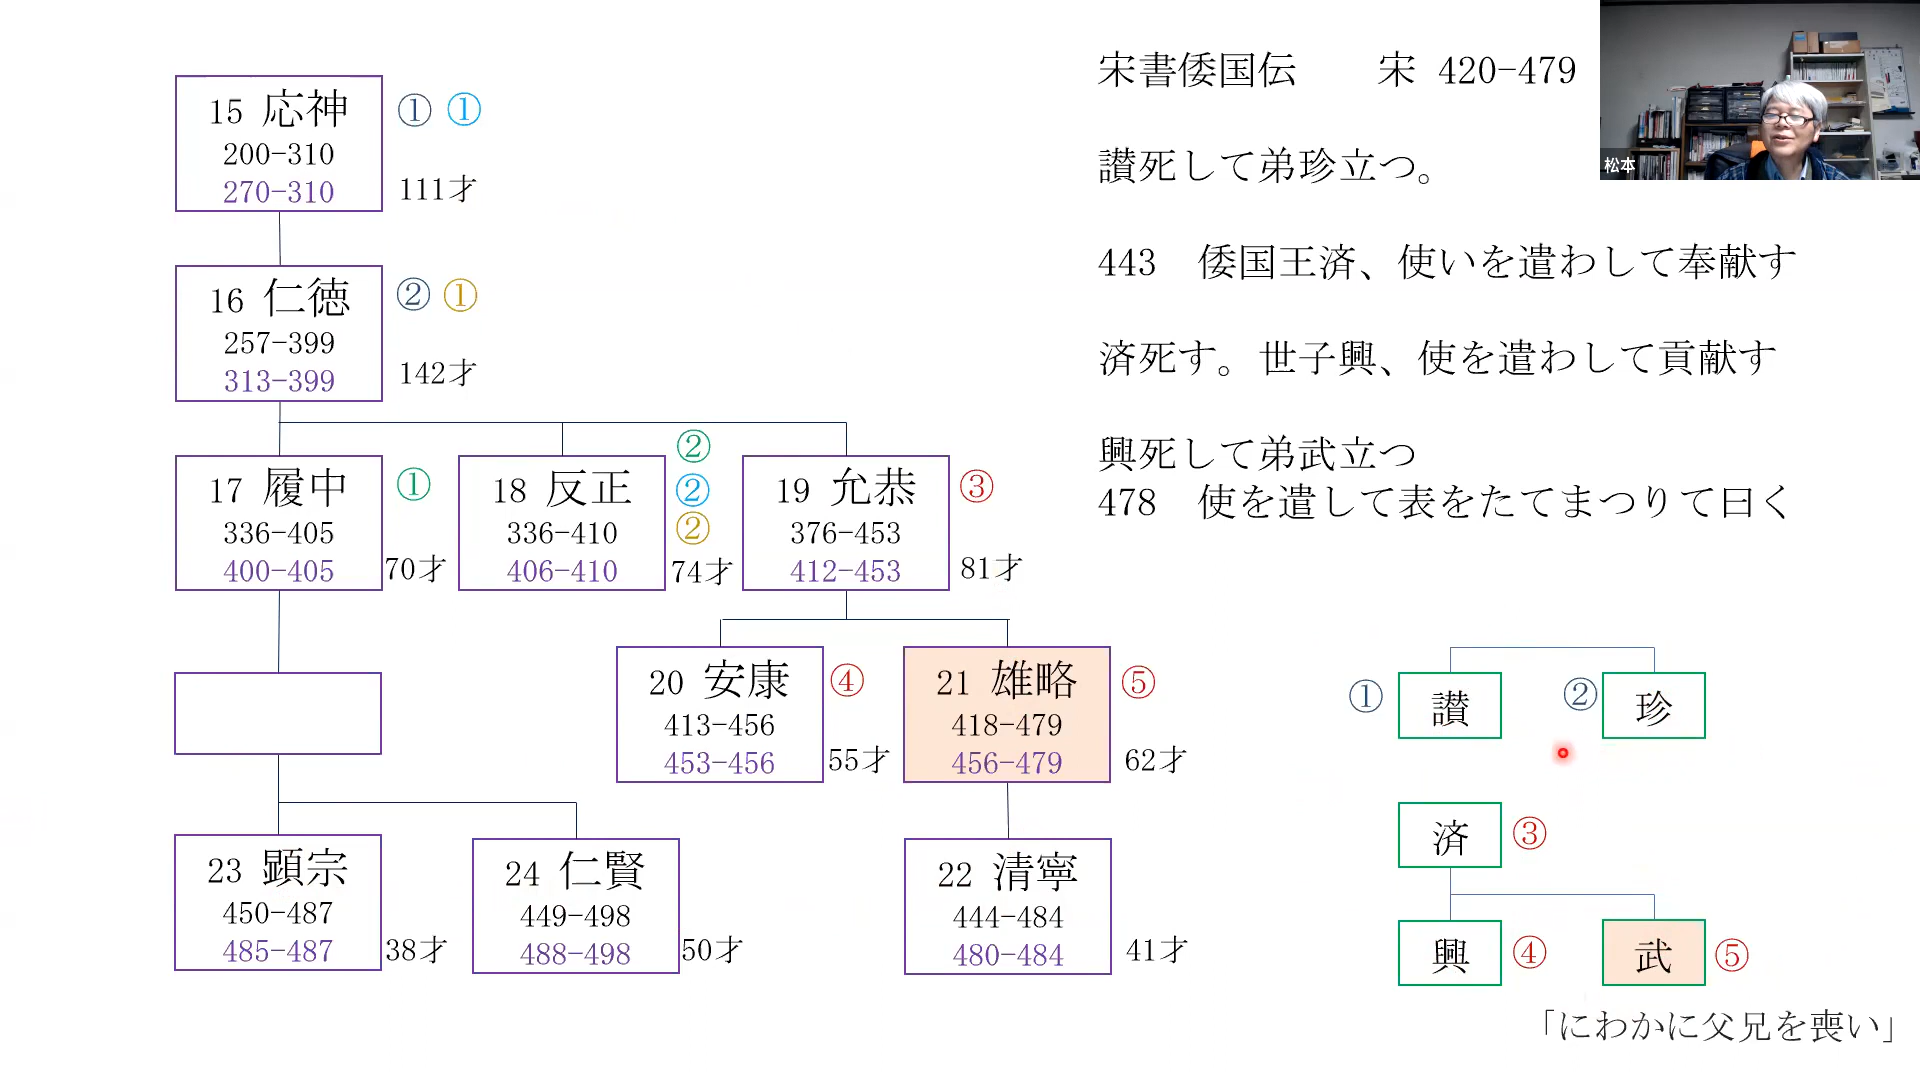 15 応神 ① ①
200-310
270-310
111才
16 仁徳 ② ①
257-399
313-399
142才
17 履中 ①
336-405
400-405
70才
18 反正
②
②
②
336-410
406-410
74才
19 允恭 ③
376-453
412-453
81才
20 安康 ④
413-456
453-456
55才
21 雄略 ⑤
418-479
456-479
62才
23 顕宗
450-487
485-487
38才
24 仁賢
449-498
488-498
50才
22 清寧
444-484
480-484
41才
宋書倭国伝 宋 420-479
讃死して弟珍立つ。
443 倭国王済、使いを遣わして奉献す
済死す。世子興、使を遣わして貢献す
興死して弟武立つ
478 使を遣して表をたてまつりて曰く
① 讃 ② 珍
済 ③
興 ④ 武 ⑤
「にわかに父兄を喪い」
松本